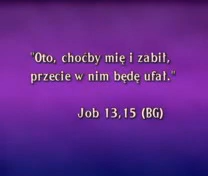 "Oto, choćby mię i zabił,
przecie w nim będę ufał."
Job 13,15 (BG)